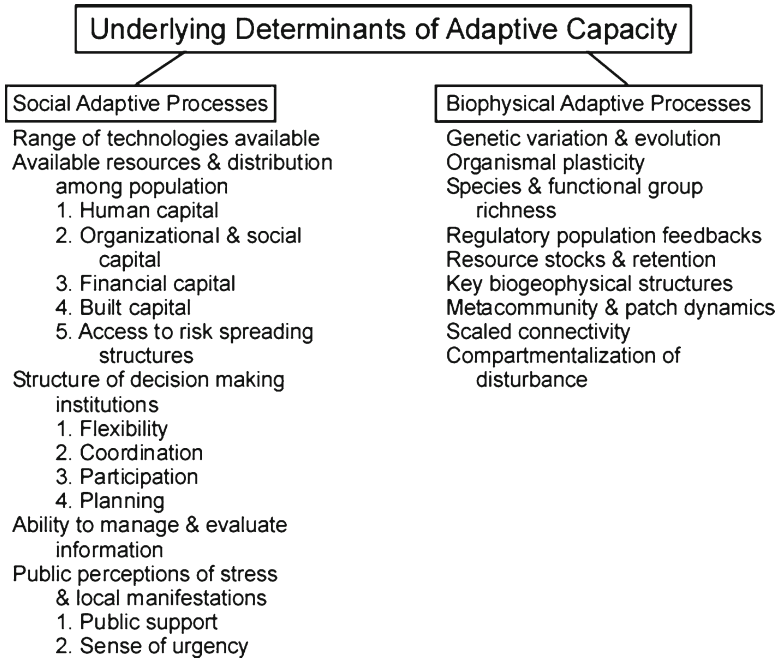 Underlying Determinants of Adaptive Capacity
Social Adaptive Processes
Range of technologies available
Available resources & distribution
among population
1. Human capital
2. Organizational & social
capital
3. Financial capital
4. Built capital
5. Access to risk spreading
structures
Structure of decision making
institutions
1. Flexibility
2. Coordination
3. Participation
4. Planning
Ability to manage & evaluate
information
Public perceptions of stress
& local manifestations
1. Public support
2. Sense of urgency
Biophysical Adaptive Processes
Genetic variation & evolution
Organismal plasticity
Species & functional group
richness
Regulatory population feedbacks
Resource stocks & retention
Key biogeophysical structures
Metacommunity & patch dynamics
Scaled connectivity
Compartmentalization of
disturbance